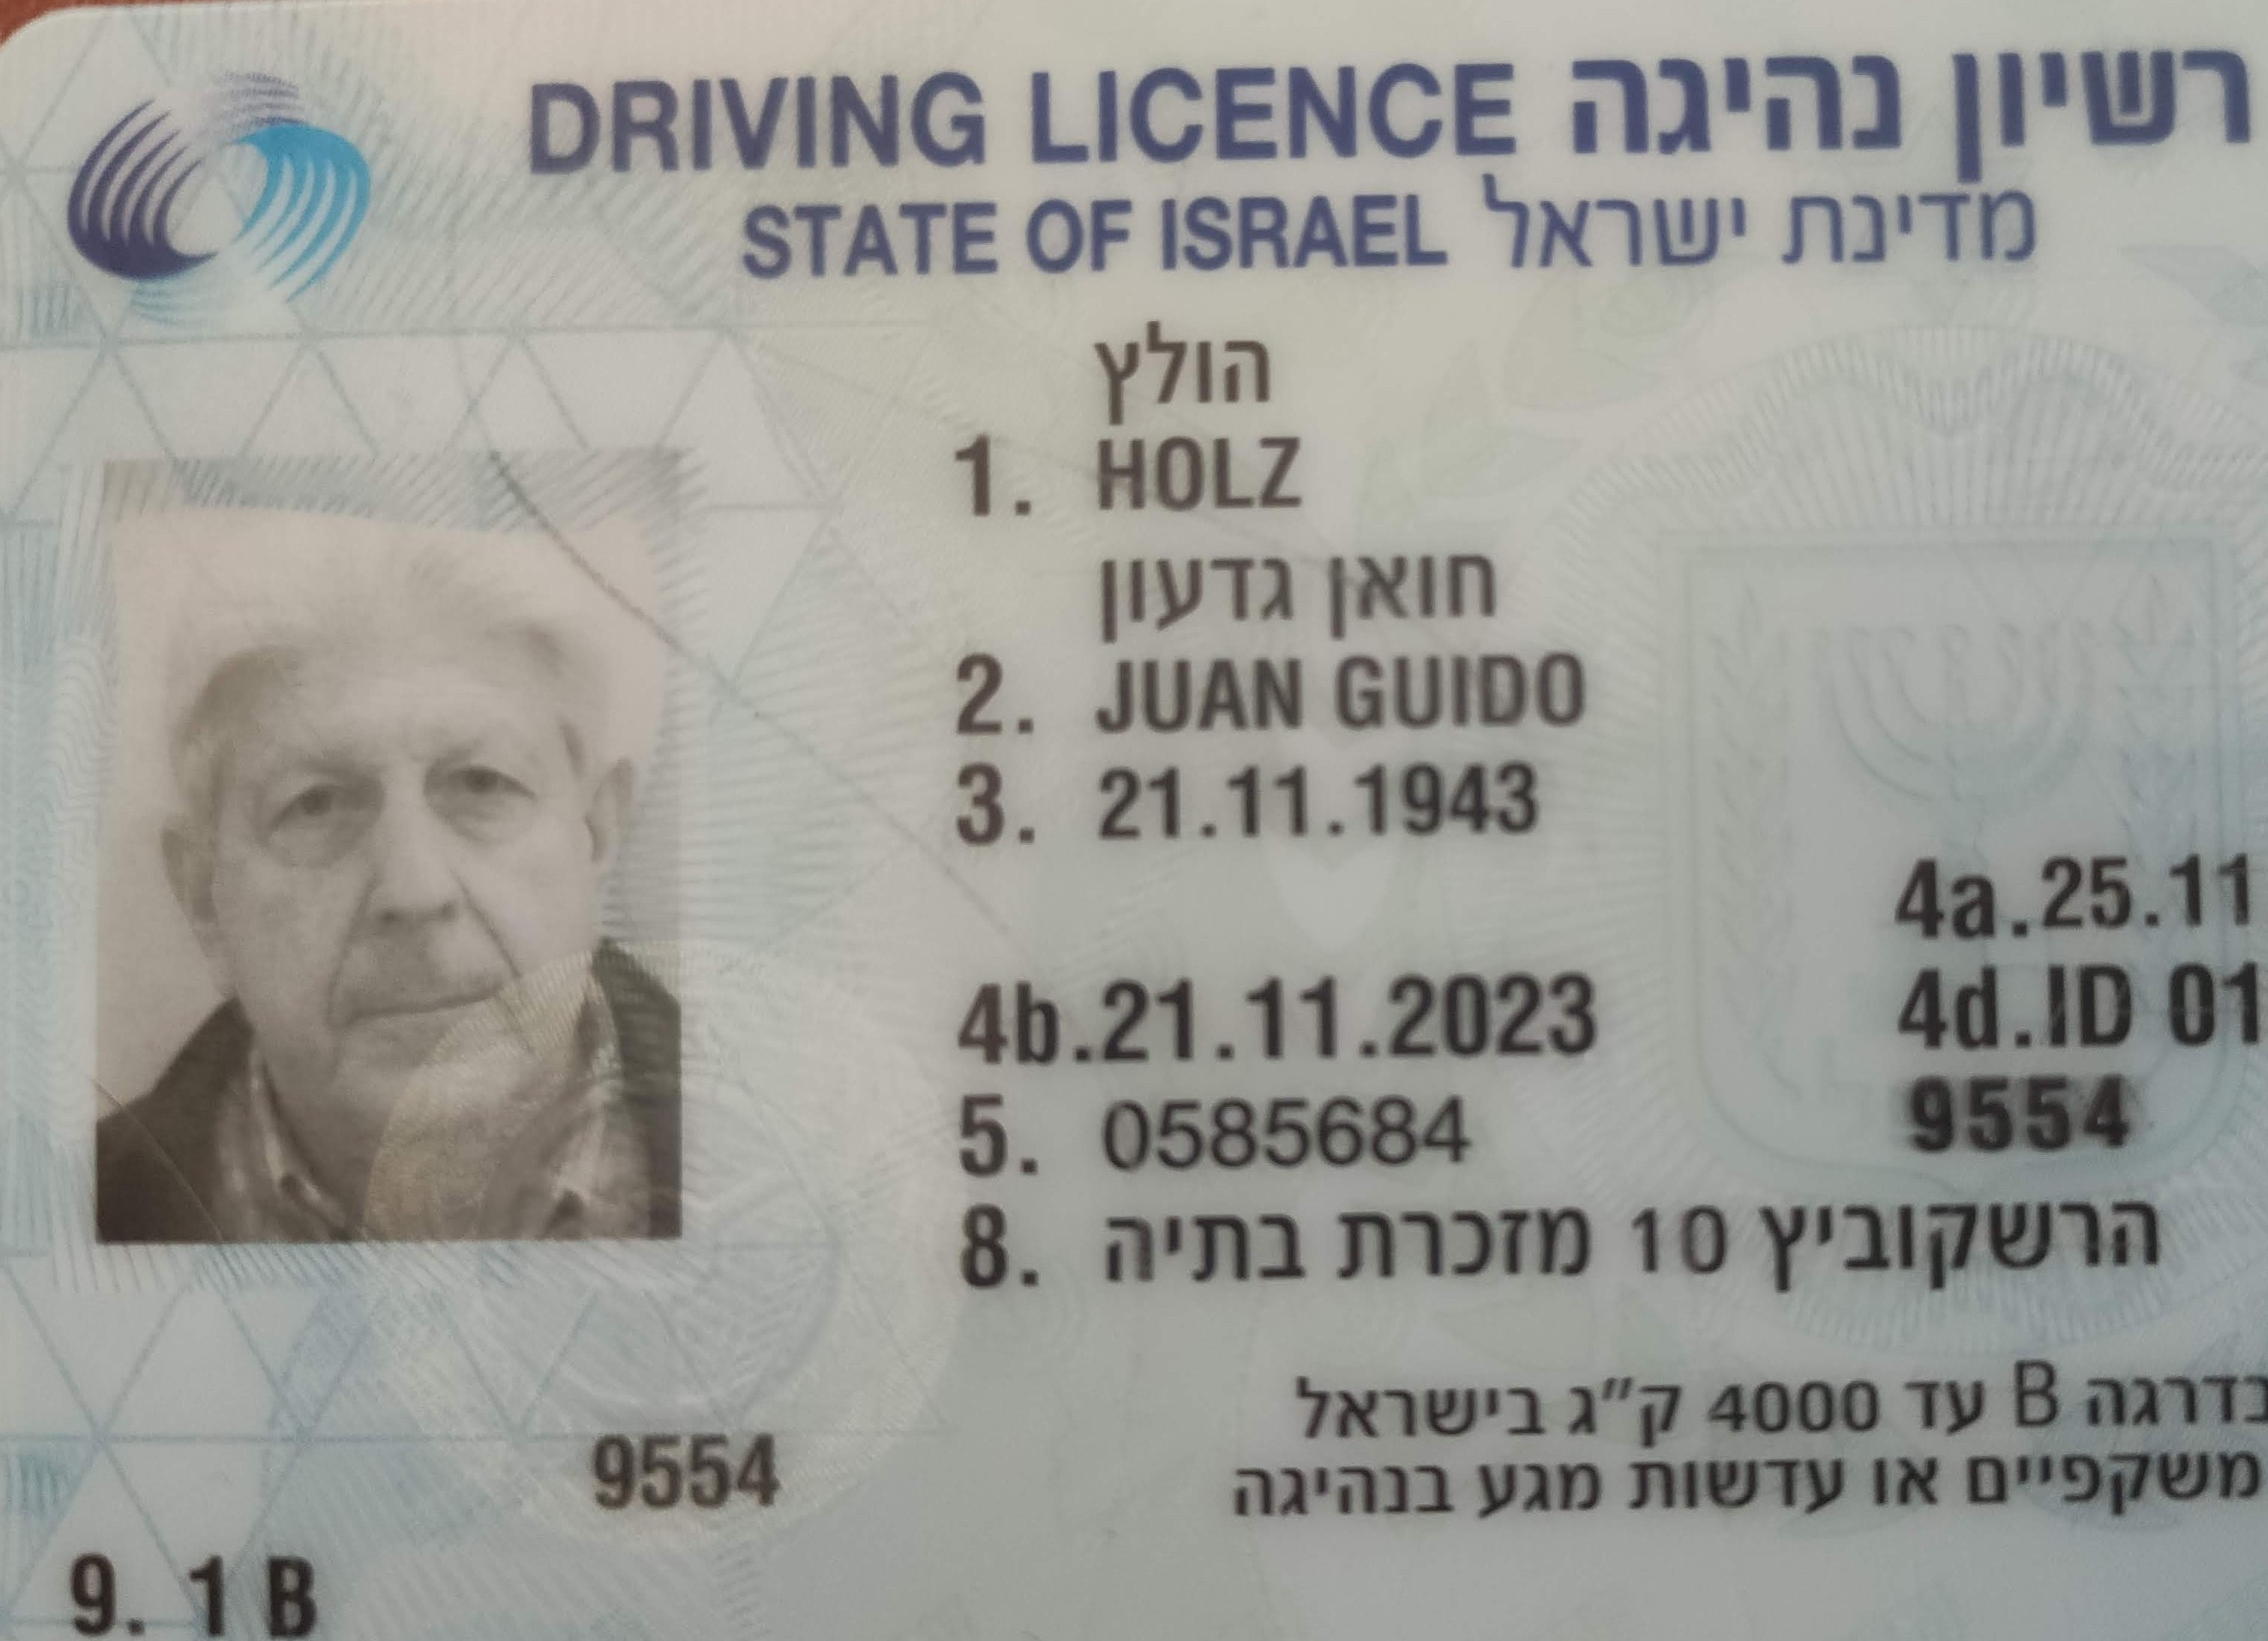 DRIVING LICENCE רשיון נהיגה
STATE OF ISRAEL מדינת ישראל
הולץ
1. HOLZ
חואן גדעון
2. JUAN GUIDO
3. 21.11.1943
4a.25.11
4b.21.11.2023
4d.ID 01
5. 0585684
9554
8. הרשקוביץ 10 מזכרת בתיה
בדרגה B עד 4000 ק"ג בישראל
משקפיים או עדשות מגע בנהיגה
9554
9. 1 B